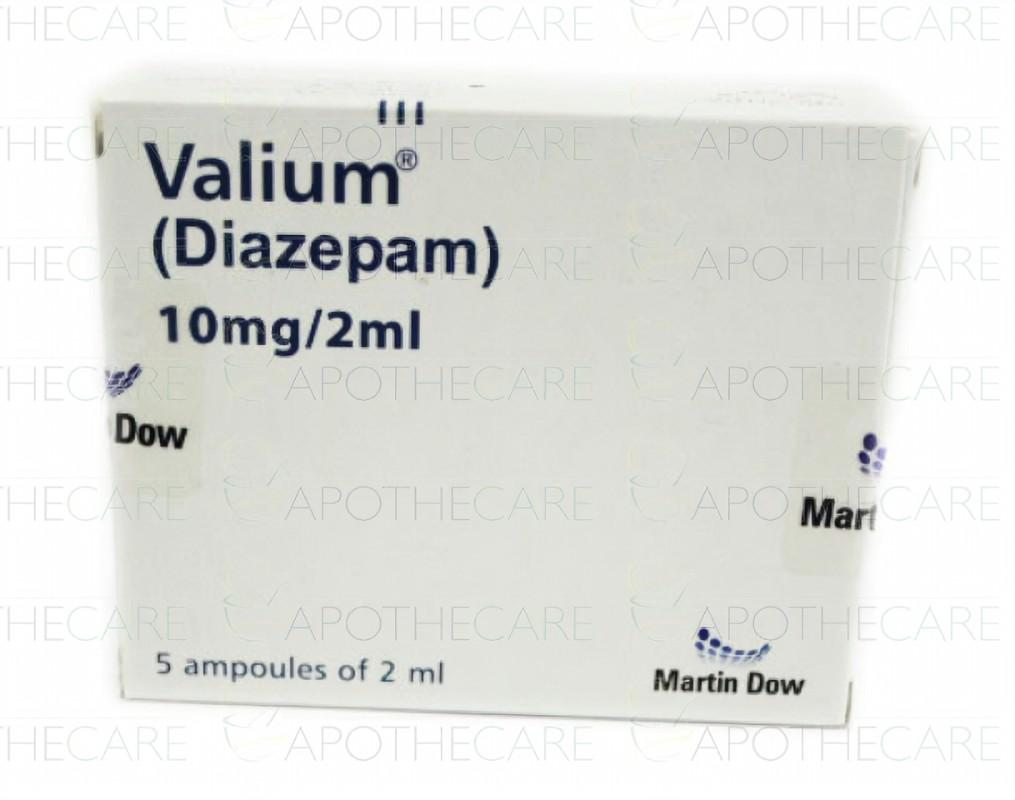 Valium®
(Diazepam)
10mg/2ml
Dow
Mart
5 ampoules of 2 ml
Martin Dow
APOTHECARE